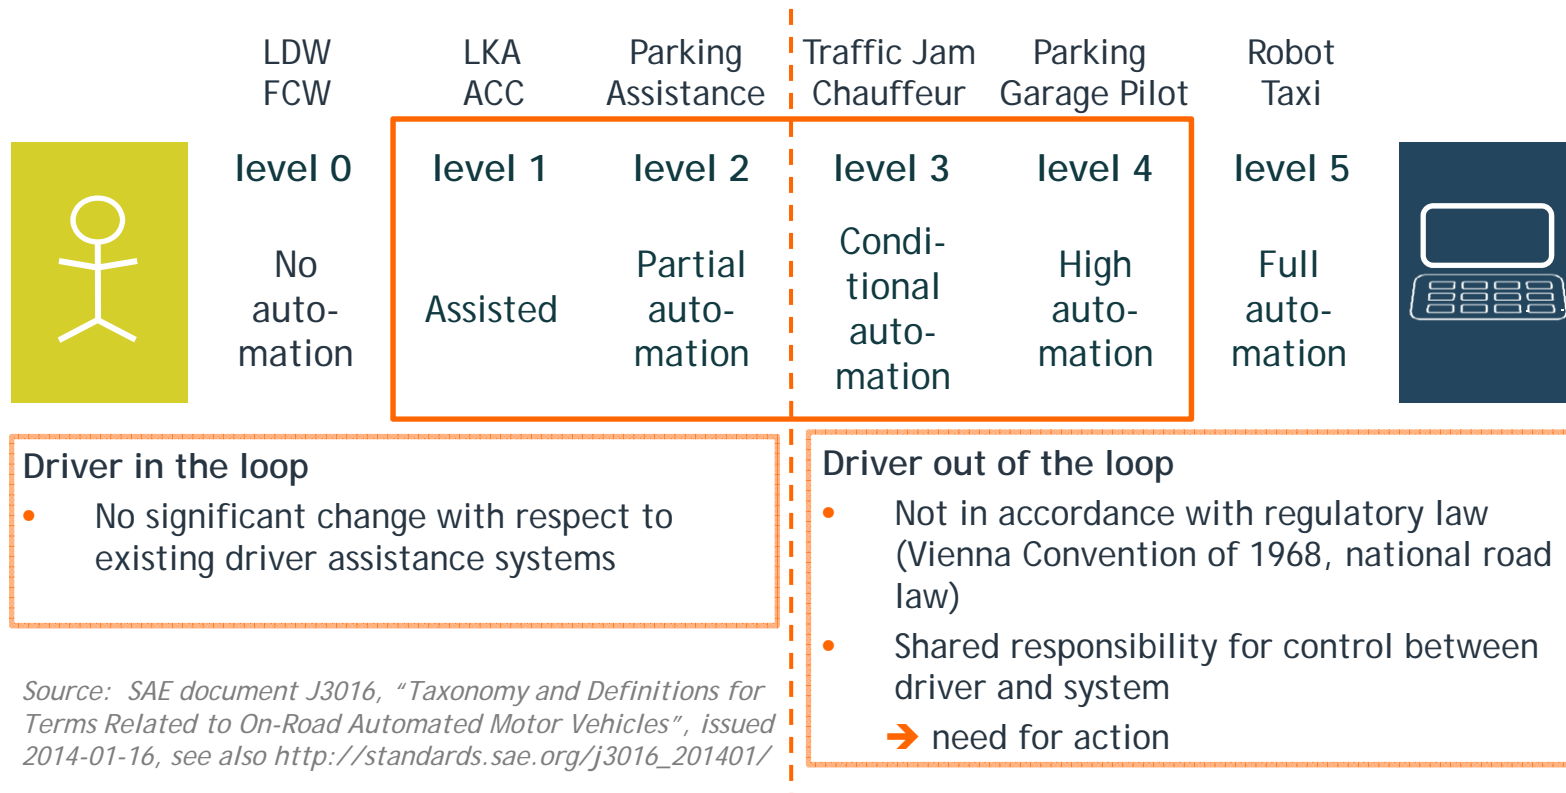 LDW
FCW
LKA
ACC
Parking
Assistance
Traffic Jam
Chauffeur
Parking
Garage Pilot
Robot
Taxi
level 0
level 1
level 2
level 3
level 4
level 5
No
auto-
mation
Assisted
Partial
auto-
mation
Condi-
tional
auto-
mation
High
auto-
mation
Full
auto-
mation
Driver in the loop
• No significant change with respect to
existing driver assistance systems
Driver out of the loop
• Not in accordance with regulatory law
(Vienna Convention of 1968, national road
law)
• Shared responsibility for control between
driver and system
➔ need for action
Source: SAE document J3016, “Taxonomy and Definitions for
Terms Related to On-Road Automated Motor Vehicles”, issued
2014-01-16, see also http://standards.sae.org/j3016_201401/